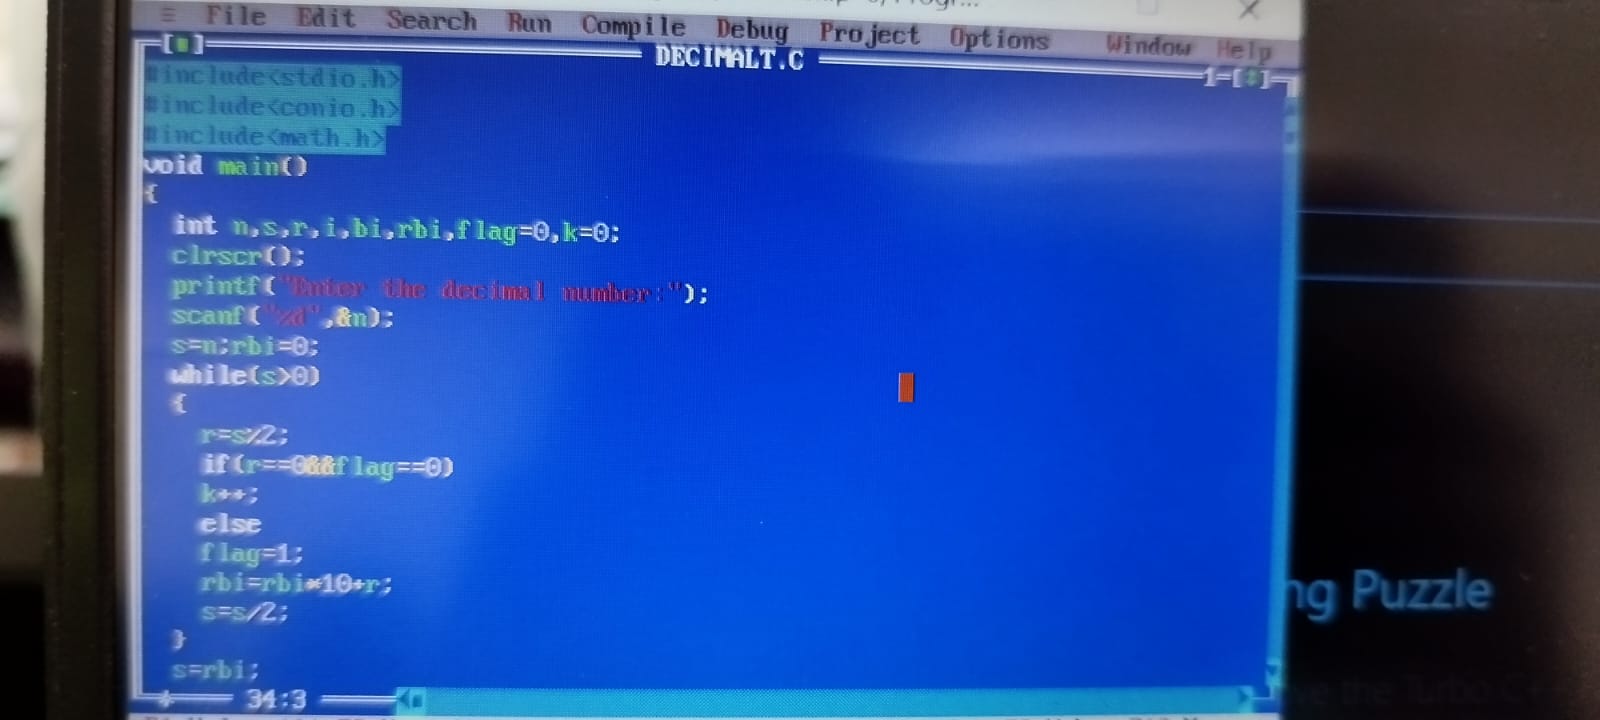 ≡ File Edit Search Run Compile Debug Project Options Window Help
[■] DECIMALT.C 1=[↕]
#include<stdio.h>
#include<conio.h>
#include<math.h>
void main()
{
int n,s,r,i,bi,rbi,flag=0,k=0;
clrscr();
printf("Enter the decimal number:");
scanf("%d",&n);
s=n;rbi=0;
while(s>0)
{
r=s%2;
if(r==0&&flag==0)
k++;
else
flag=1;
rbi=rbi*10+r;
s=s/2;
}
s=rbi;
34:3
ng Puzzle
the Turbo C